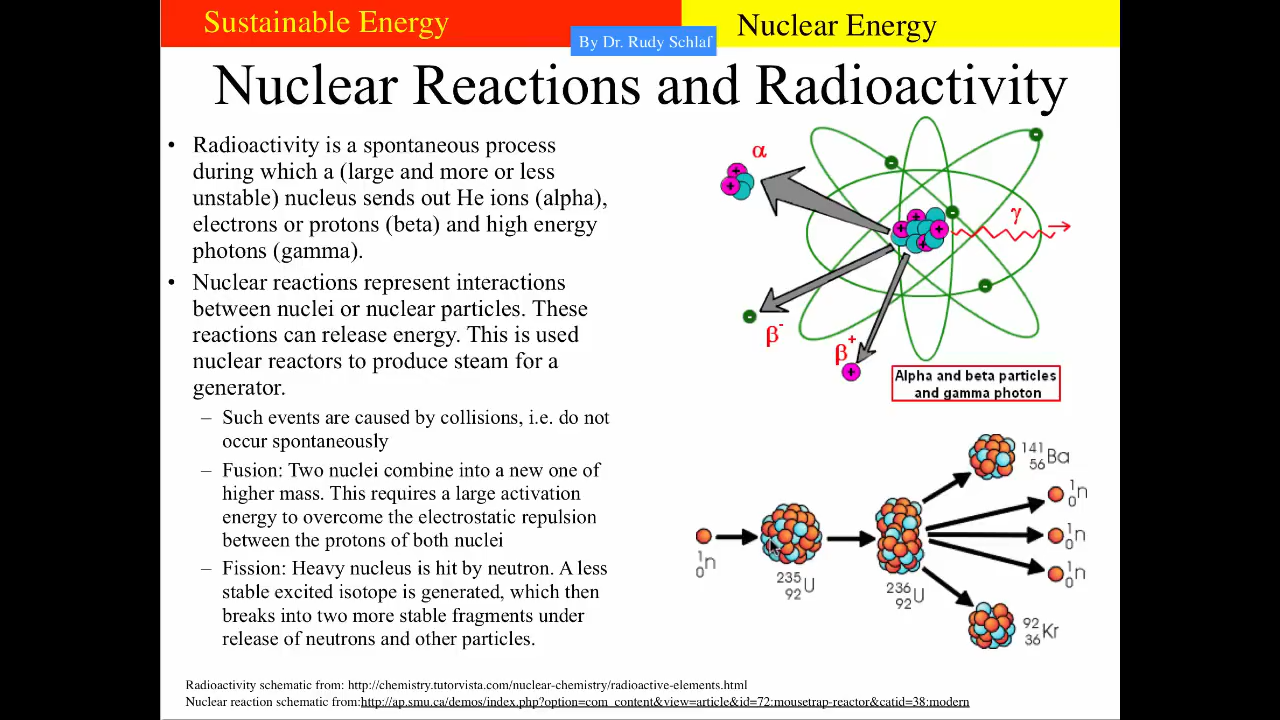 Sustainable Energy
Nuclear Energy
By Dr. Rudy Schlaf
Nuclear Reactions and Radioactivity
• Radioactivity is a spontaneous process
during which a (large and more or less
unstable) nucleus sends out He ions (alpha),
electrons or protons (beta) and high energy
photons (gamma).
• Nuclear reactions represent interactions
between nuclei or nuclear particles. These
reactions can release energy. This is used
nuclear reactors to produce steam for a
generator.
– Such events are caused by collisions, i.e. do not
occur spontaneously
– Fusion: Two nuclei combine into a new one of
higher mass. This requires a large activation
energy to overcome the electrostatic repulsion
between the protons of both nuclei
– Fission: Heavy nucleus is hit by neutron. A less
stable excited isotope is generated, which then
breaks into two more stable fragments under
release of neutrons and other particles.
α
γ
β-
β+
Alpha and beta particles
and gamma photon
1 0 n
235 92 U
236 92 U
141 56 Ba
1 0 n
1 0 n
1 0 n
92 36 Kr
Radioactivity schematic from: http://chemistry.tutorvista.com/nuclear-chemistry/radioactive-elements.html
Nuclear reaction schematic from:http://ap.smu.ca/demos/index.php?option=com_content&view=article&id=72:mousetrap-reactor&catid=38:modern